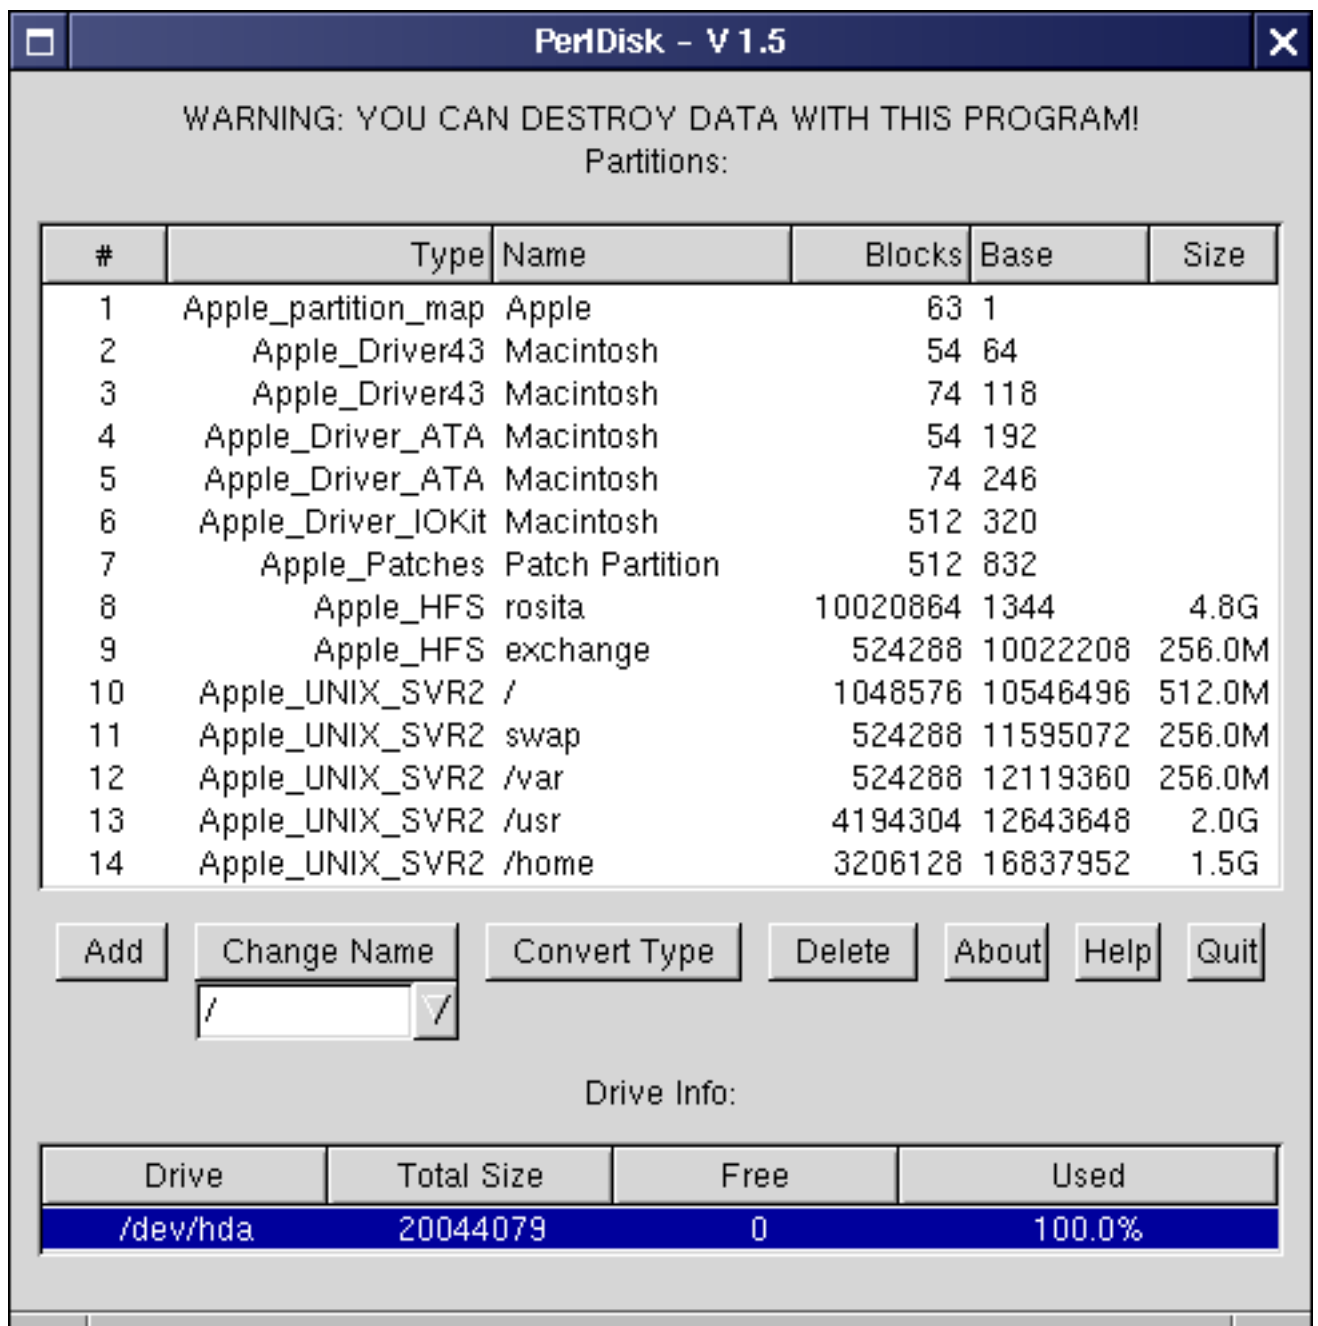 PerlDisk - V 1.5
WARNING: YOU CAN DESTROY DATA WITH THIS PROGRAM!
Partitions:
# Type Name Blocks Base Size
1 Apple_partition_map Apple 63 1
2 Apple_Driver43 Macintosh 54 64
3 Apple_Driver43 Macintosh 74 118
4 Apple_Driver_ATA Macintosh 54 192
5 Apple_Driver_ATA Macintosh 74 246
6 Apple_Driver_IOKit Macintosh 512 320
7 Apple_Patches Patch Partition 512 832
8 Apple_HFS rosita 10020864 1344 4.8G
9 Apple_HFS exchange 524288 10022208 256.0M
10 Apple_UNIX_SVR2 / 1048576 10546496 512.0M
11 Apple_UNIX_SVR2 swap 524288 11595072 256.0M
12 Apple_UNIX_SVR2 /var 524288 12119360 256.0M
13 Apple_UNIX_SVR2 /usr 4194304 12643648 2.0G
14 Apple_UNIX_SVR2 /home 3206128 16837952 1.5G
Add Change Name Convert Type Delete About Help Quit
/
Drive Info:
Drive Total Size Free Used
/dev/hda 20044079 0 100.0%